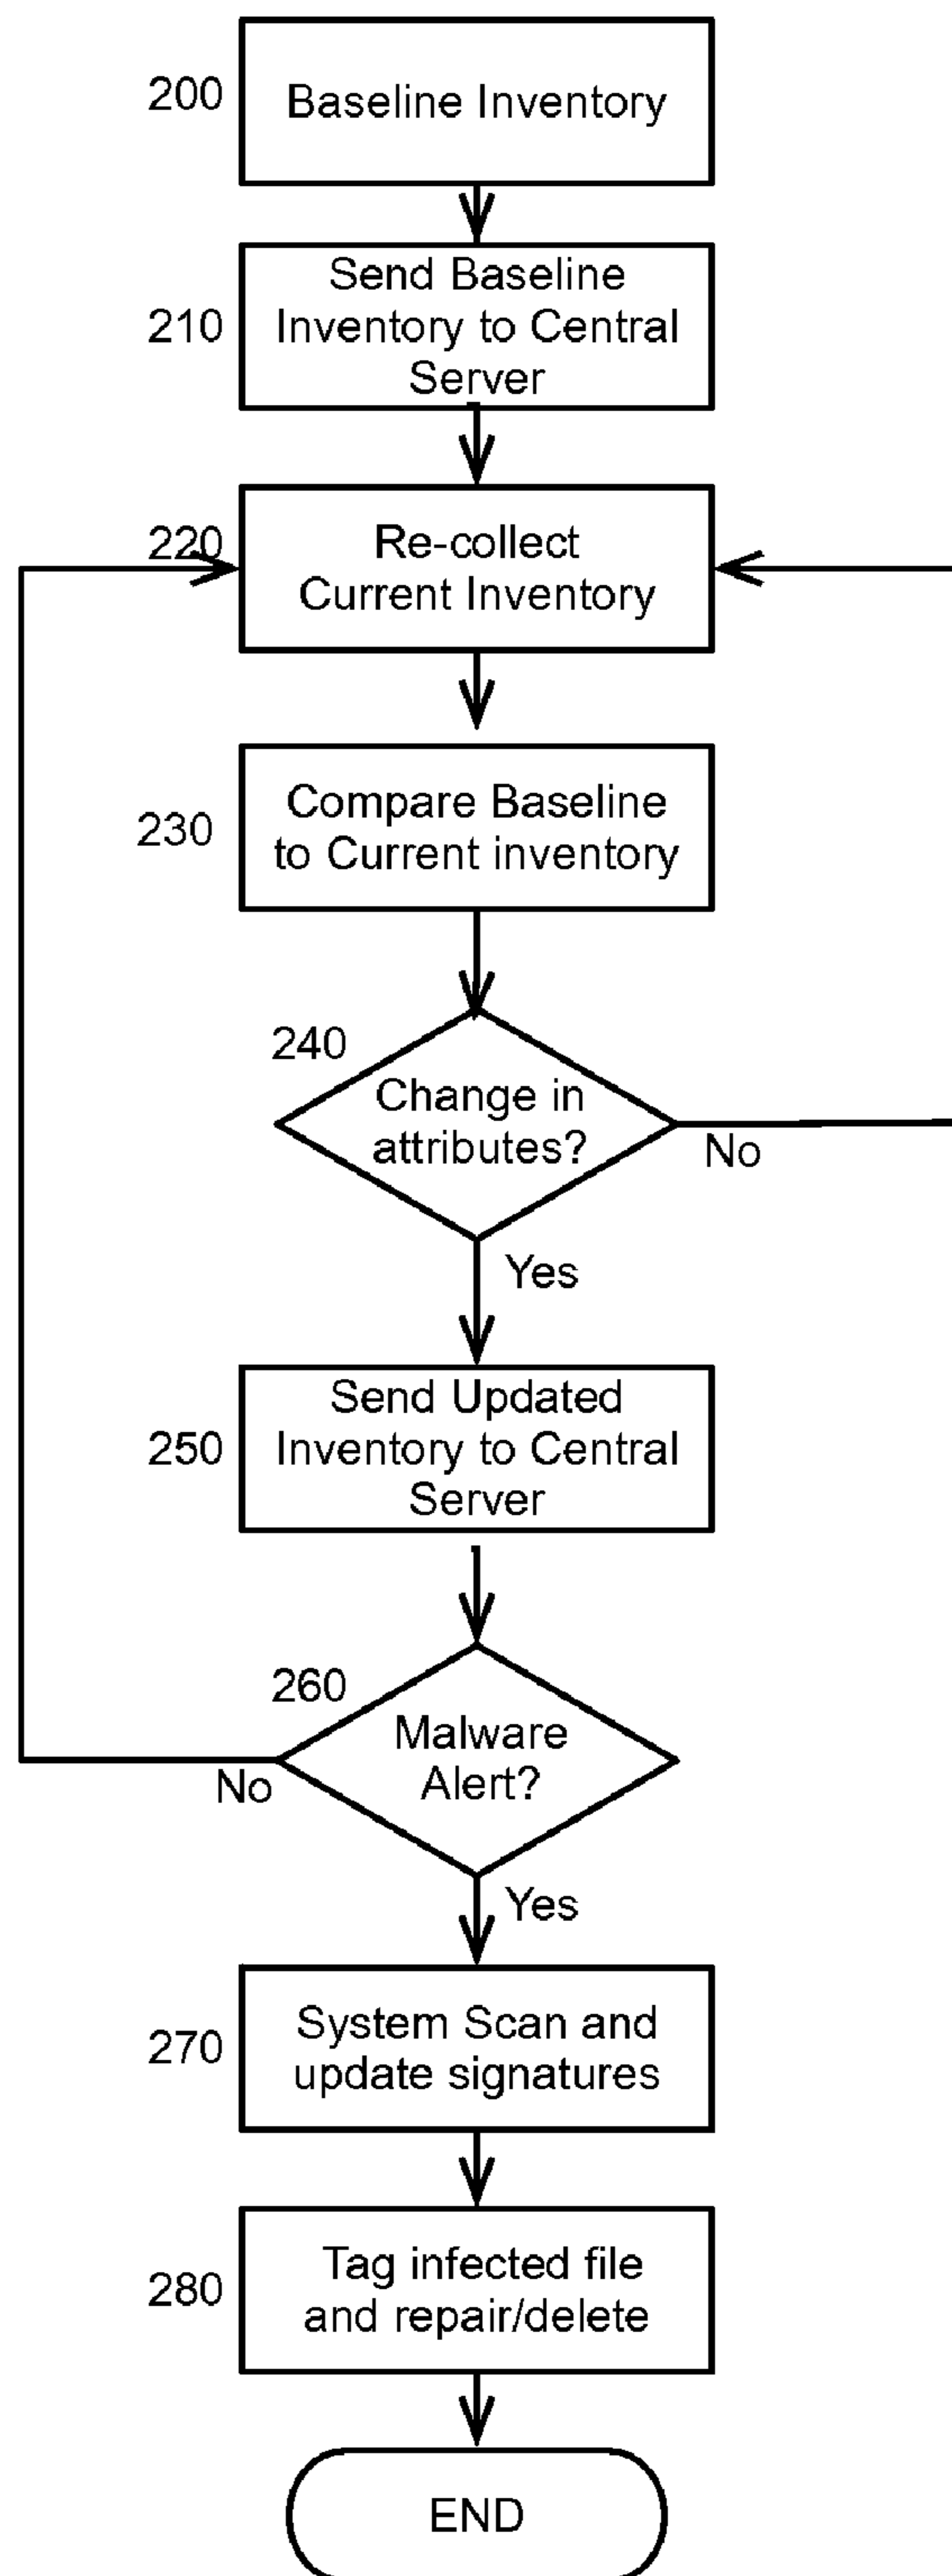 200
Baseline Inventory
210
Send Baseline
Inventory to Central
Server
220
Re-collect
Current Inventory
230
Compare Baseline
to Current inventory
240
Change in
attributes?
No
Yes
250
Send Updated
Inventory to Central
Server
260
Malware
Alert?
No
Yes
270
System Scan and
update signatures
280
Tag infected file
and repair/delete
END